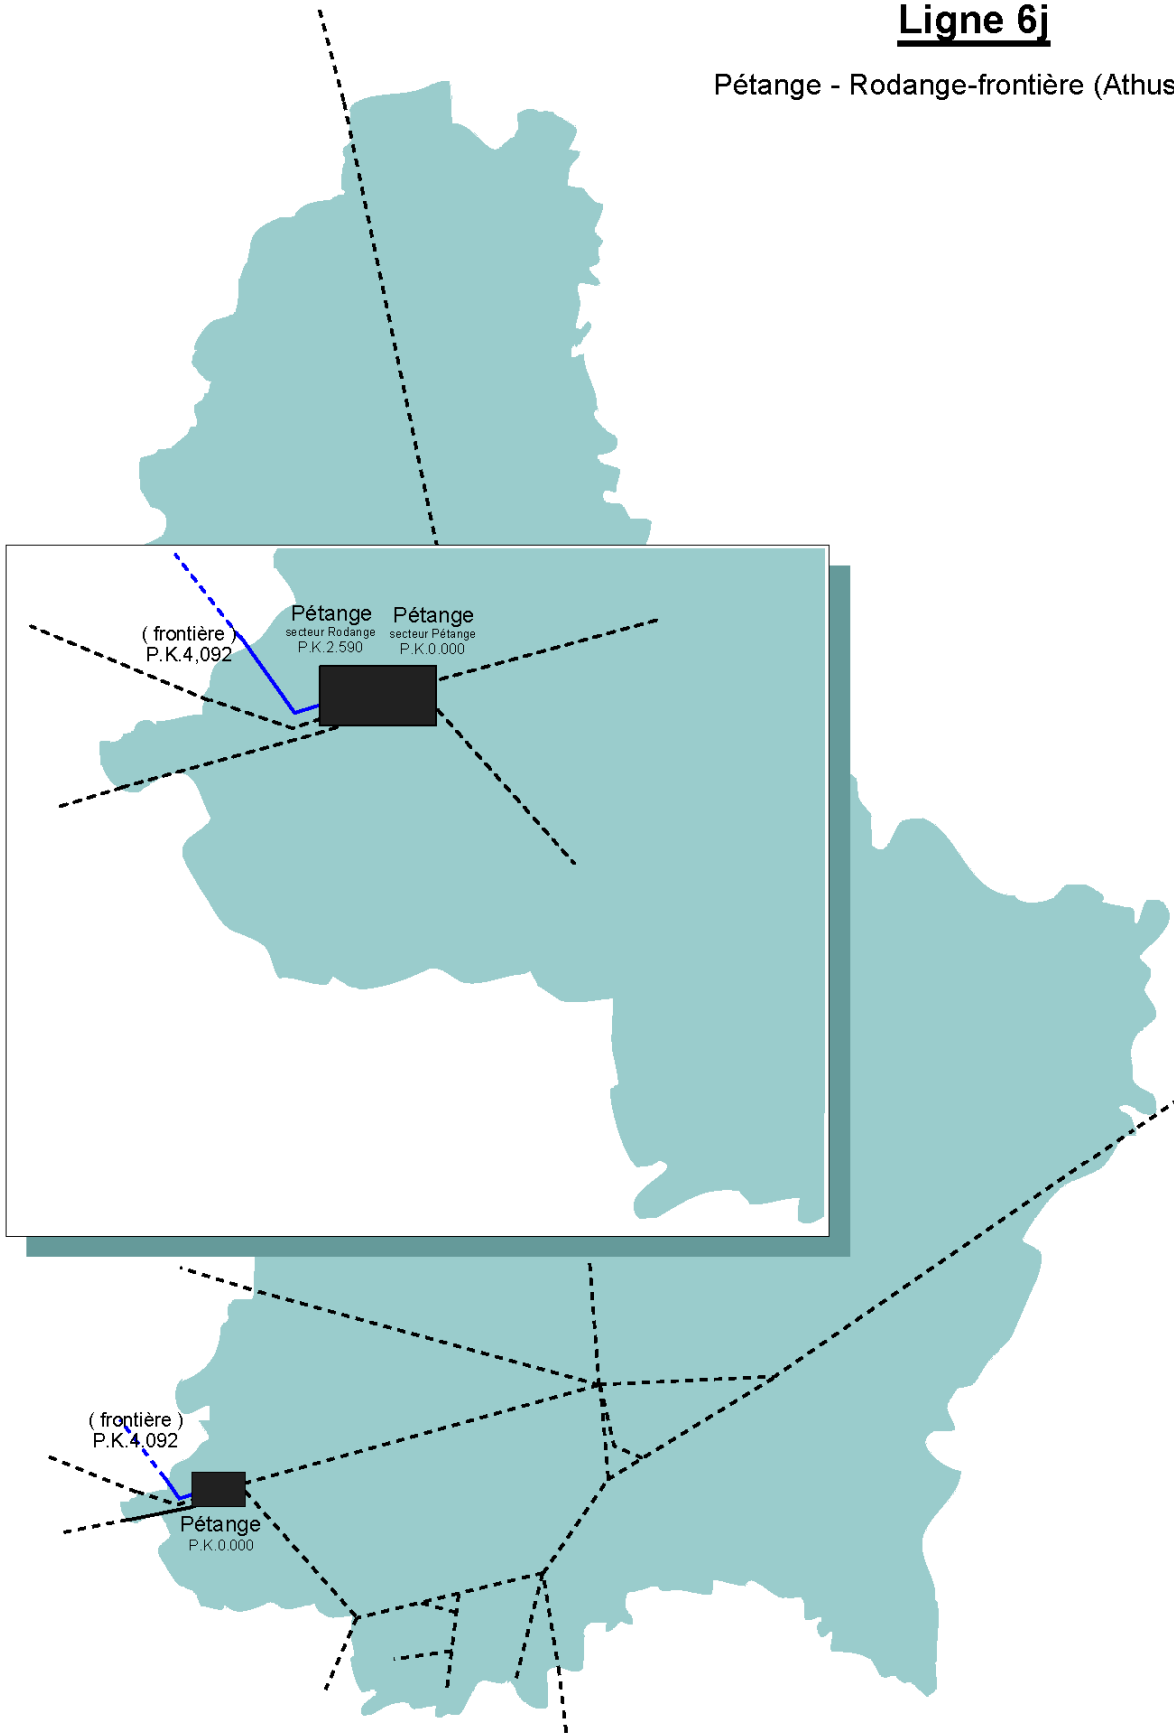 Ligne 6j
Pétange - Rodange-frontière (Athus
( frontière )
P.K.4,092
Pétange
secteur Rodange
P.K.2.590
Pétange
secteur Pétange
P.K.0.000
( frontière )
P.K.4,092
Pétange
P.K.0.000